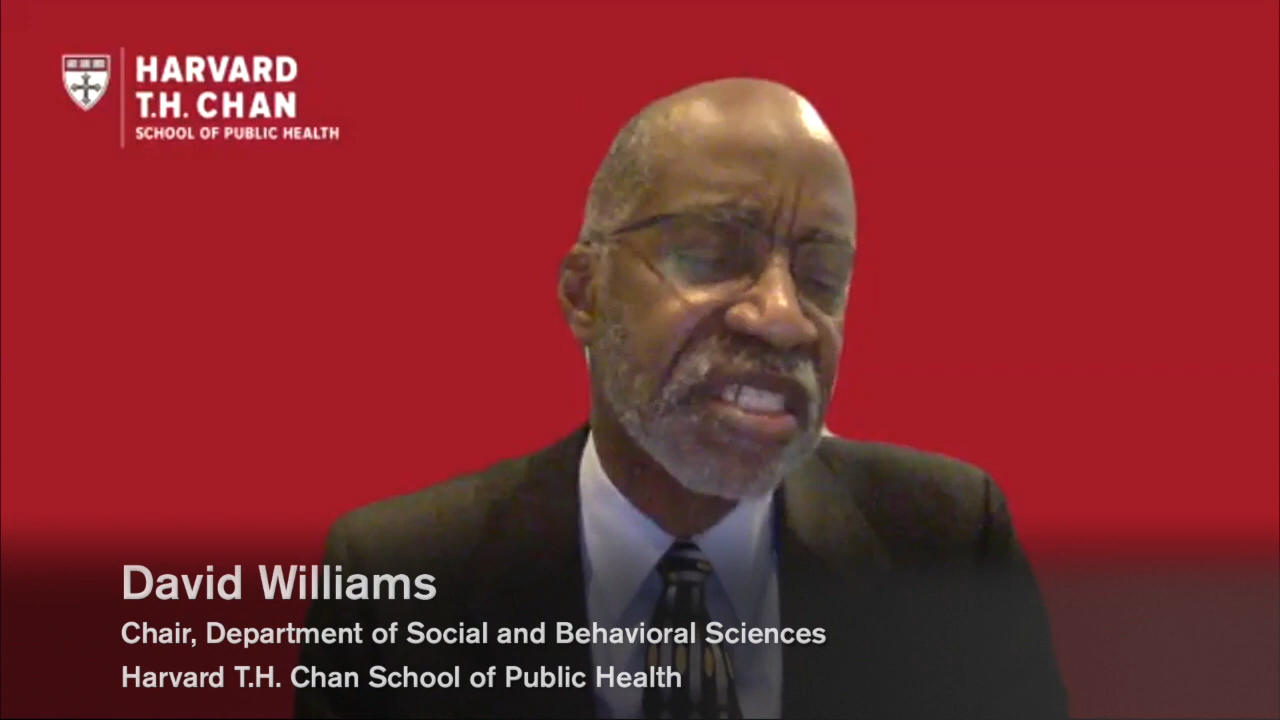 HARVARD
T.H. CHAN
SCHOOL OF PUBLIC HEALTH
David Williams
Chair, Department of Social and Behavioral Sciences
Harvard T.H. Chan School of Public Health